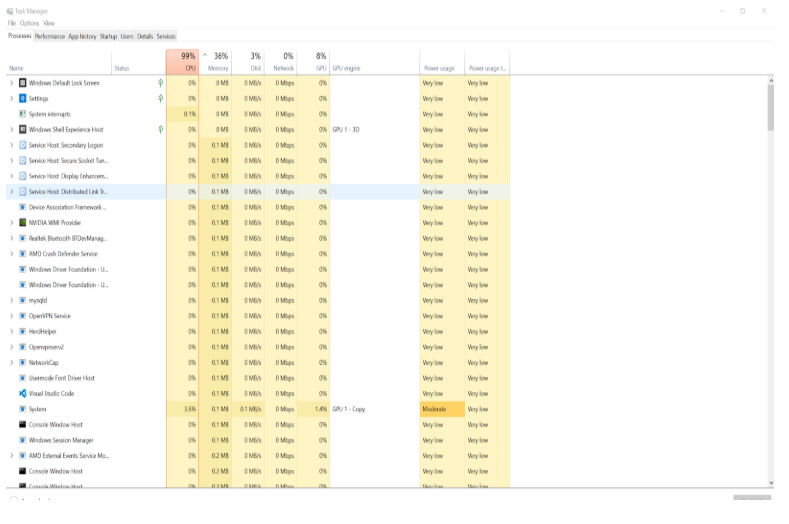 Task Manager
File Options View
Processes Performance App history Startup Users Details Services
99% 36% 3% 0% 8%
Name Status CPU Memory Disk Network GPU GPU engine Power usage Power usage t...
Windows Default Lock Screen 0% 0 MB 0 MB/s 0 Mbps 0% Very low Very low
Settings 0% 0 MB 0 MB/s 0 Mbps 0% Very low Very low
System interrupts 0.1% 0 MB 0 MB/s 0 Mbps 0% Very low Very low
Windows Shell Experience Host 0% 0 MB 0 MB/s 0 Mbps 0% GPU 1 - 3D Very low Very low
Service Host: Secondary Logon 0% 0.1 MB 0 MB/s 0 Mbps 0% Very low Very low
Service Host: Secure Socket Tun... 0% 0.1 MB 0 MB/s 0 Mbps 0% Very low Very low
Service Host: Display Enhancem... 0% 0.1 MB 0 MB/s 0 Mbps 0% Very low Very low
Service Host: Distributed Link Tr... 0% 0.1 MB 0 MB/s 0 Mbps 0% Very low Very low
Device Association Framework ... 0% 0.1 MB 0 MB/s 0 Mbps 0% Very low Very low
NVIDIA WMI Provider 0% 0.1 MB 0 MB/s 0 Mbps 0% Very low Very low
Realtek Bluetooth BTDevManag... 0% 0.1 MB 0 MB/s 0 Mbps 0% Very low Very low
AMD Crash Defender Service 0% 0.1 MB 0 MB/s 0 Mbps 0% Very low Very low
Windows Driver Foundation - U... 0% 0.1 MB 0 MB/s 0 Mbps 0% Very low Very low
Windows Driver Foundation - U... 0% 0.1 MB 0 MB/s 0 Mbps 0% Very low Very low
mysqld 0% 0.1 MB 0 MB/s 0 Mbps 0% Very low Very low
OpenVPN Service 0% 0.1 MB 0 MB/s 0 Mbps 0% Very low Very low
HerdHelper 0% 0.1 MB 0 MB/s 0 Mbps 0% Very low Very low
Openvpnserv2 0% 0.1 MB 0 MB/s 0 Mbps 0% Very low Very low
NetworkCap 0% 0.1 MB 0 MB/s 0 Mbps 0% Very low Very low
Usermode Font Driver Host 0% 0.1 MB 0 MB/s 0 Mbps 0% Very low Very low
Visual Studio Code 0% 0.1 MB 0 MB/s 0 Mbps 0% Very low Very low
System 3.6% 0.1 MB 0.1 MB/s 0 Mbps 1.4% GPU 1 - Copy Moderate Very low
Console Window Host 0% 0.1 MB 0 MB/s 0 Mbps 0% Very low Very low
Windows Session Manager 0% 0.1 MB 0 MB/s 0 Mbps 0% Very low Very low
AMD External Events Service Mo... 0% 0.2 MB 0 MB/s 0 Mbps 0% Very low Very low
Console Window Host 0% 0.2 MB 0 MB/s 0 Mbps 0% Very low Very low
Console Window Host 0% 0.2 MB 0 MB/s 0 Mbps 0% Very low Very low